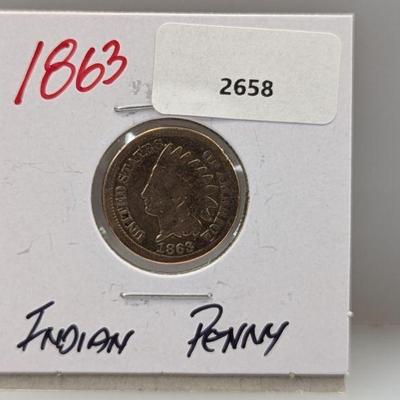 1863
2658
UNITED STATES OF AMERICA
1863
INDIAN PENNY